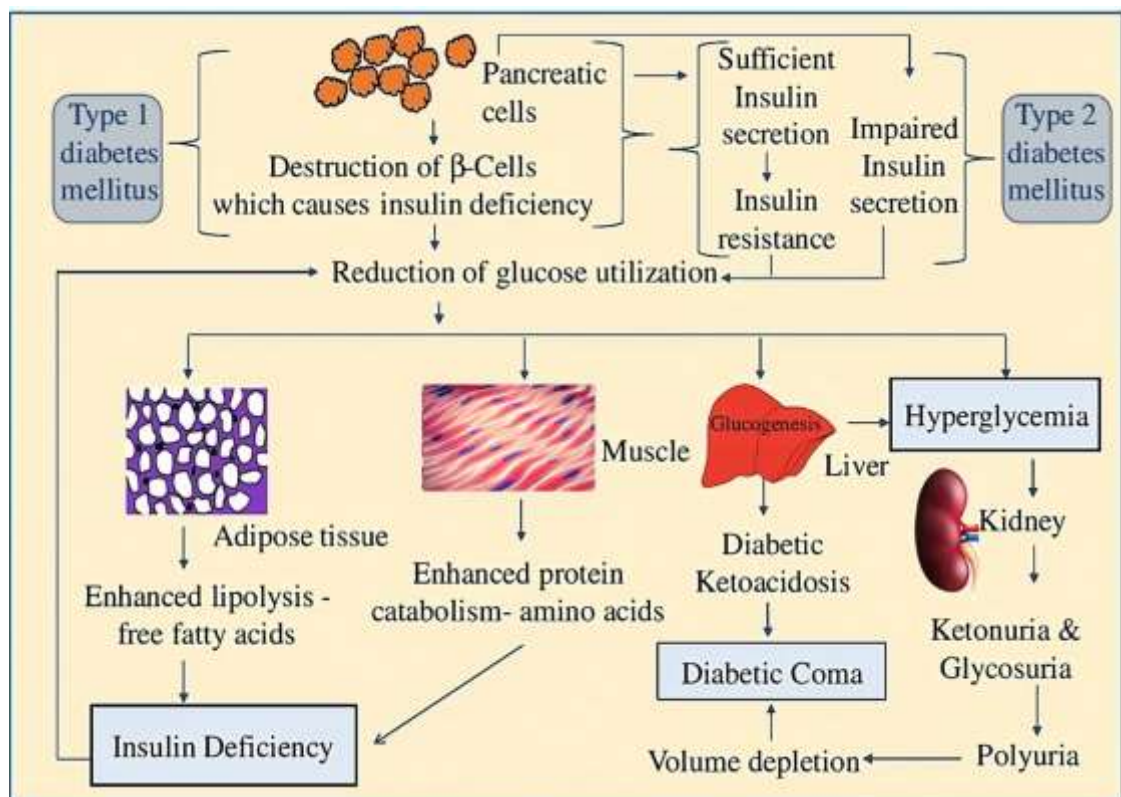 Type 1
diabetes
mellitus
Pancreatic
cells
Destruction of β-Cells
which causes insulin deficiency
Sufficient
Insulin
secretion
Insulin
resistance
Impaired
Insulin
secretion
Type 2
diabetes
mellitus
Reduction of glucose utilization
Adipose tissue
Enhanced lipolysis -
free fatty acids
Insulin Deficiency
Muscle
Enhanced protein
catabolism- amino acids
Glucogenesis
Liver
Diabetic
Ketoacidosis
Diabetic Coma
Hyperglycemia
Kidney
Ketonuria &
Glycosuria
Polyuria
Volume depletion